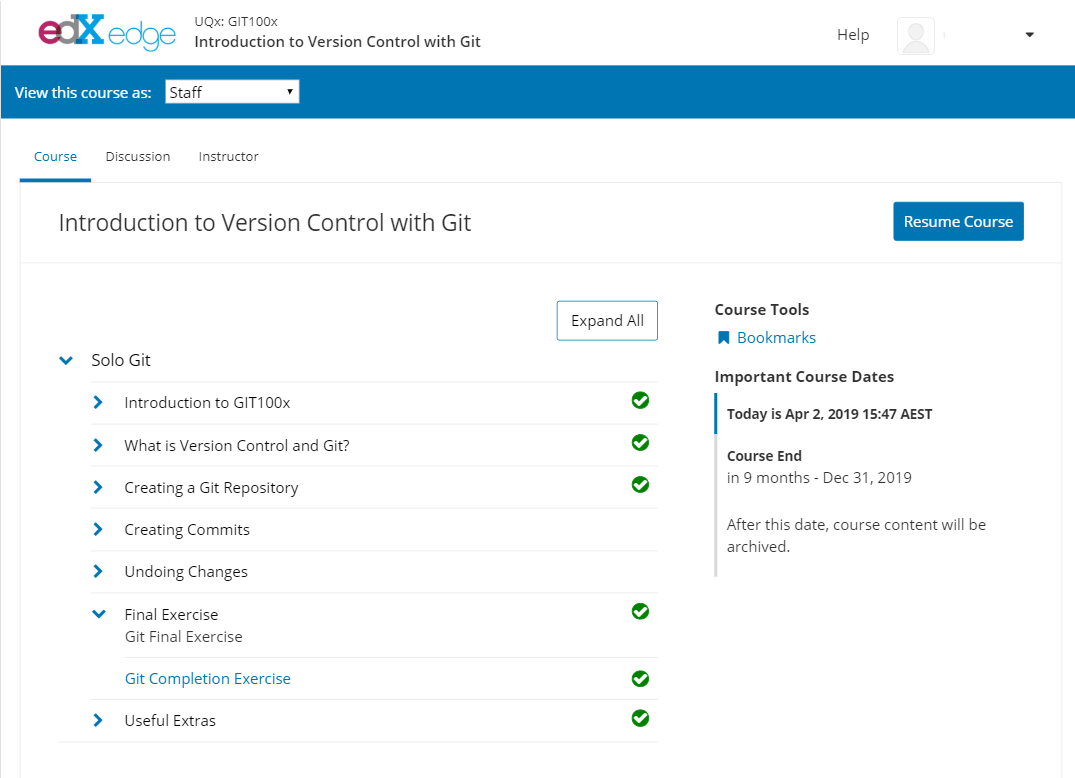 edX edge
UQx: GIT100x
Introduction to Version Control with Git
Help
View this course as:
Staff
Course
Discussion
Instructor
Introduction to Version Control with Git
Resume Course
Expand All
Solo Git
Introduction to GIT100x
What is Version Control and Git?
Creating a Git Repository
Creating Commits
Undoing Changes
Final Exercise
Git Final Exercise
Git Completion Exercise
Useful Extras
Course Tools
Bookmarks
Important Course Dates
Today is Apr 2, 2019 15:47 AEST
Course End
in 9 months - Dec 31, 2019
After this date, course content will be
archived.